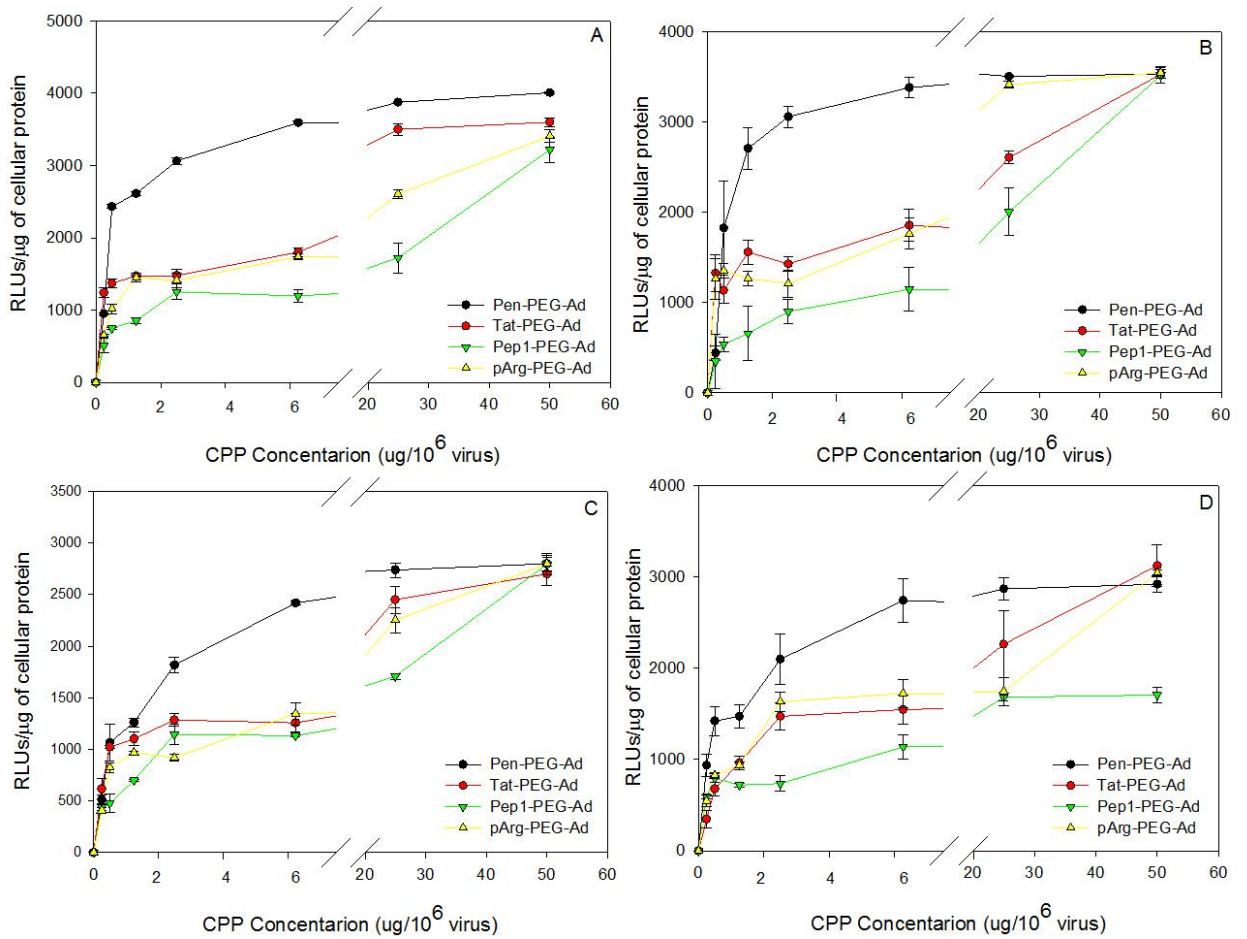 A
5000
4000
3000
2000
1000
0
RLUs/µg of cellular protein
Pen-PEG-Ad
Tat-PEG-Ad
Pep1-PEG-Ad
pArg-PEG-Ad
0 2 4 6 20 30 40 50 60
CPP Concentarion (ug/10^6 virus)
B
4000
3000
2000
1000
0
RLUs/µg of cellular protein
Pen-PEG-Ad
Tat-PEG-Ad
Pep1-PEG-Ad
pArg-PEG-Ad
0 2 4 6 20 30 40 50 60
CPP Concentarion (ug/10^6 virus)
C
3500
3000
2500
2000
1500
1000
500
0
RLUs/µg of cellular protein
Pen-PEG-Ad
Tat-PEG-Ad
Pep1-PEG-Ad
pArg-PEG-Ad
0 2 4 6 20 30 40 50 60
CPP Concentarion (ug/10^6 virus)
D
4000
3000
2000
1000
0
RLUs/µg of cellular protein
Pen-PEG-Ad
Tat-PEG-Ad
Pep1-PEG-Ad
pArg-PEG-Ad
0 2 4 6 20 30 40 50 60
CPP Concentarion (ug/10^6 virus)